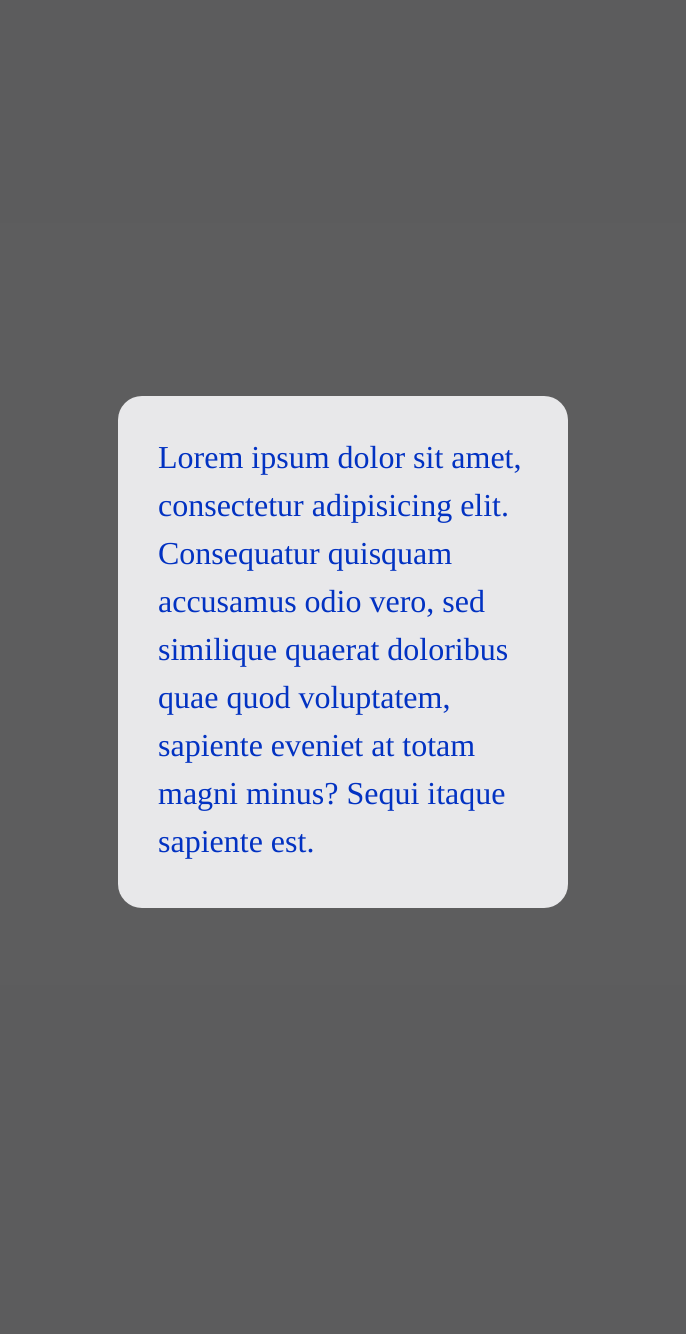 Lorem ipsum dolor sit amet,
consectetur adipisicing elit.
Consequatur quisquam
accusamus odio vero, sed
similique quaerat doloribus
quae quod voluptatem,
sapiente eveniet at totam
magni minus? Sequi itaque
sapiente est.